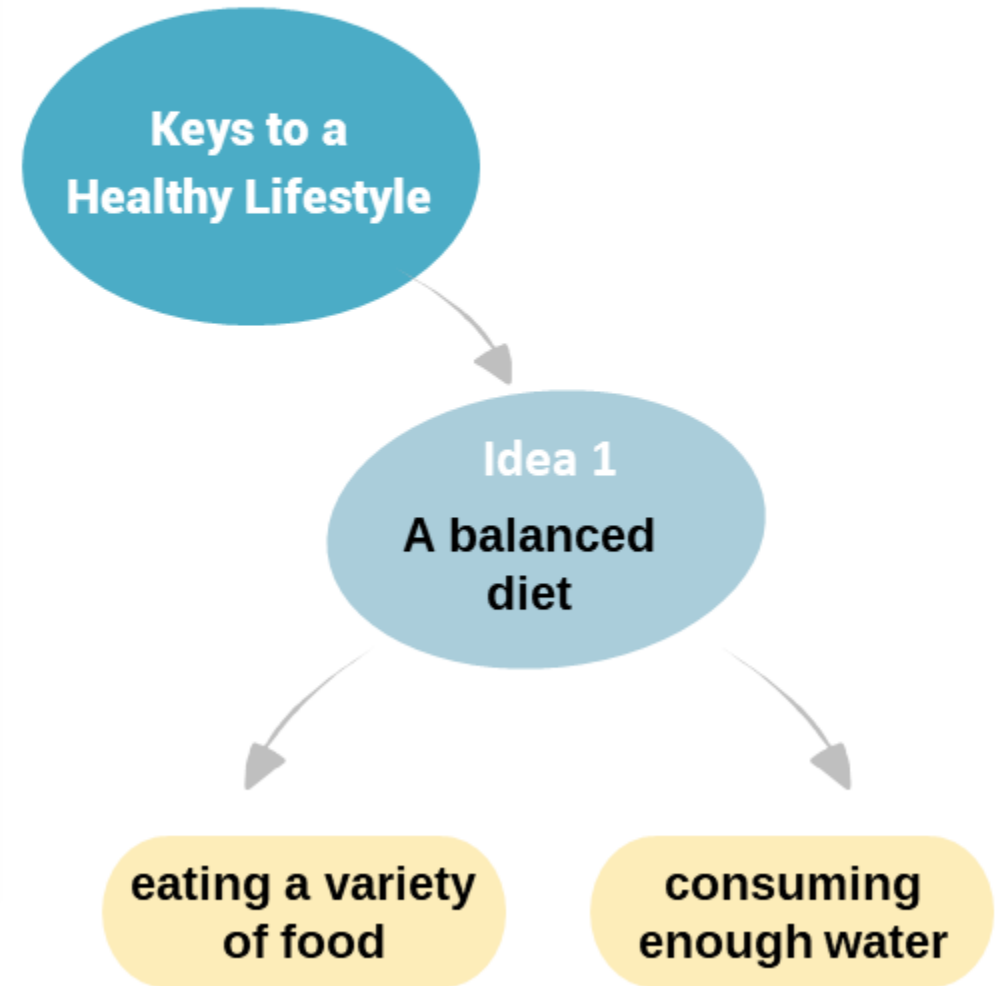 Keys to a
Healthy Lifestyle
Idea 1
A balanced
diet
eating a variety
of food
consuming
enough water